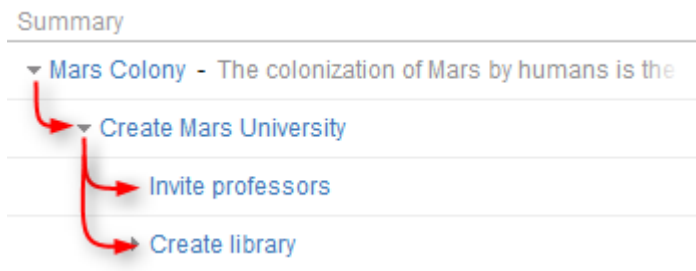 Summary
Mars Colony - The colonization of Mars by humans is the
Create Mars University
Invite professors
Create library